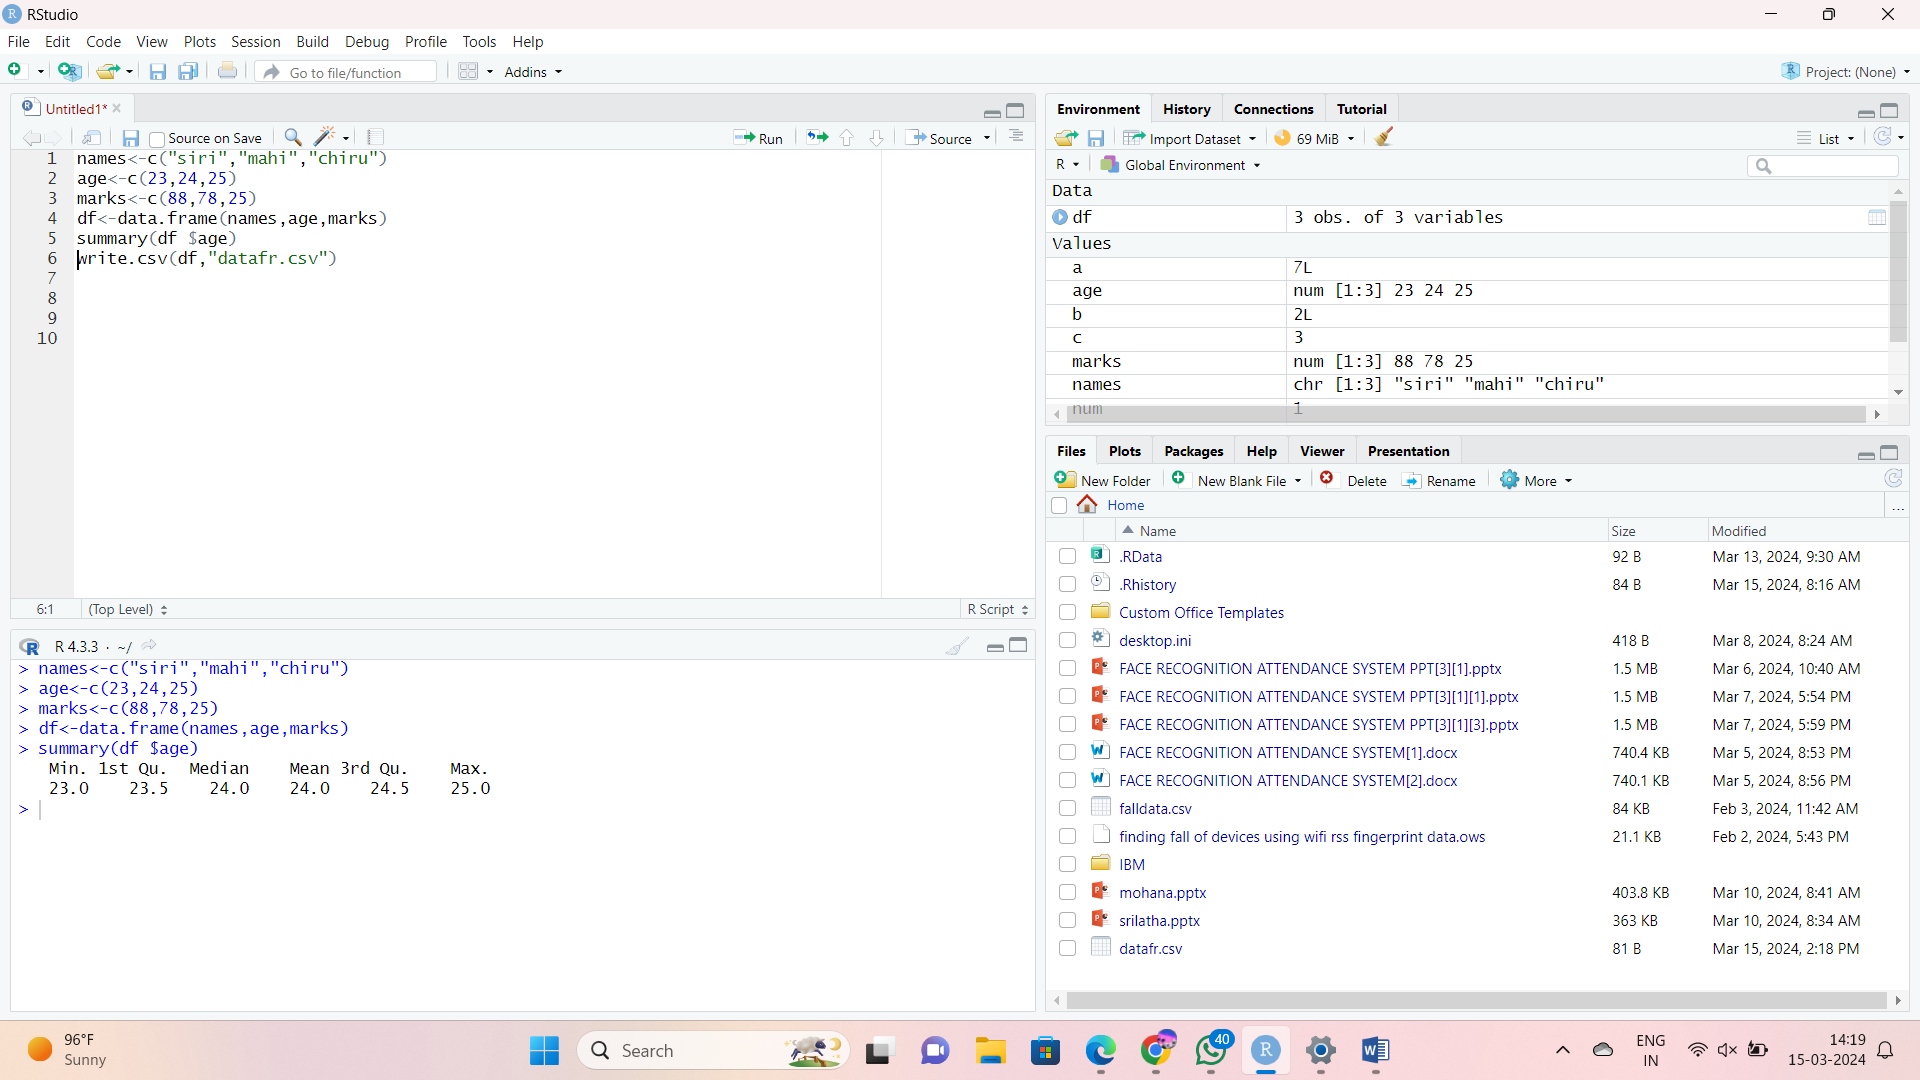 RStudio
File Edit Code View Plots Session Build Debug Profile Tools Help
Go to file/function Addins Project: (None)
Untitled1*
Source on Save Run Source
1 names<-c("siri","mahi","chiru")
2 age<-c(23,24,25)
3 marks<-c(88,78,25)
4 df<-data.frame(names,age,marks)
5 summary(df $age)
6 write.csv(df,"datafr.csv")
7
8
9
10
6:1 (Top Level) R Script
R 4.3.3 · ~/
> names<-c("siri","mahi","chiru")
> age<-c(23,24,25)
> marks<-c(88,78,25)
> df<-data.frame(names,age,marks)
> summary(df $age)
Min. 1st Qu. Median Mean 3rd Qu. Max.
23.0 23.5 24.0 24.0 24.5 25.0
>
Environment History Connections Tutorial
Import Dataset 69 MiB List
R Global Environment
Data
df 3 obs. of 3 variables
Values
a 7L
age num [1:3] 23 24 25
b 2L
c 3
marks num [1:3] 88 78 25
names chr [1:3] "siri" "mahi" "chiru"
num 1
Files Plots Packages Help Viewer Presentation
New Folder New Blank File Delete Rename More
Home ...
Name Size Modified
.RData 92 B Mar 13, 2024, 9:30 AM
.Rhistory 84 B Mar 15, 2024, 8:16 AM
Custom Office Templates
desktop.ini 418 B Mar 8, 2024, 8:24 AM
FACE RECOGNITION ATTENDANCE SYSTEM PPT[3][1].pptx 1.5 MB Mar 6, 2024, 10:40 AM
FACE RECOGNITION ATTENDANCE SYSTEM PPT[3][1][1].pptx 1.5 MB Mar 7, 2024, 5:54 PM
FACE RECOGNITION ATTENDANCE SYSTEM PPT[3][1][3].pptx 1.5 MB Mar 7, 2024, 5:59 PM
FACE RECOGNITION ATTENDANCE SYSTEM[1].docx 740.4 KB Mar 5, 2024, 8:53 PM
FACE RECOGNITION ATTENDANCE SYSTEM[2].docx 740.1 KB Mar 5, 2024, 8:56 PM
falldata.csv 84 KB Feb 3, 2024, 11:42 AM
finding fall of devices using wifi rss fingerprint data.ows 21.1 KB Feb 2, 2024, 5:43 PM
IBM
mohana.pptx 403.8 KB Mar 10, 2024, 8:41 AM
srilatha.pptx 363 KB Mar 10, 2024, 8:34 AM
datafr.csv 81 B Mar 15, 2024, 2:18 PM
96°F
Sunny
Search
40
ENG
IN
14:19
15-03-2024